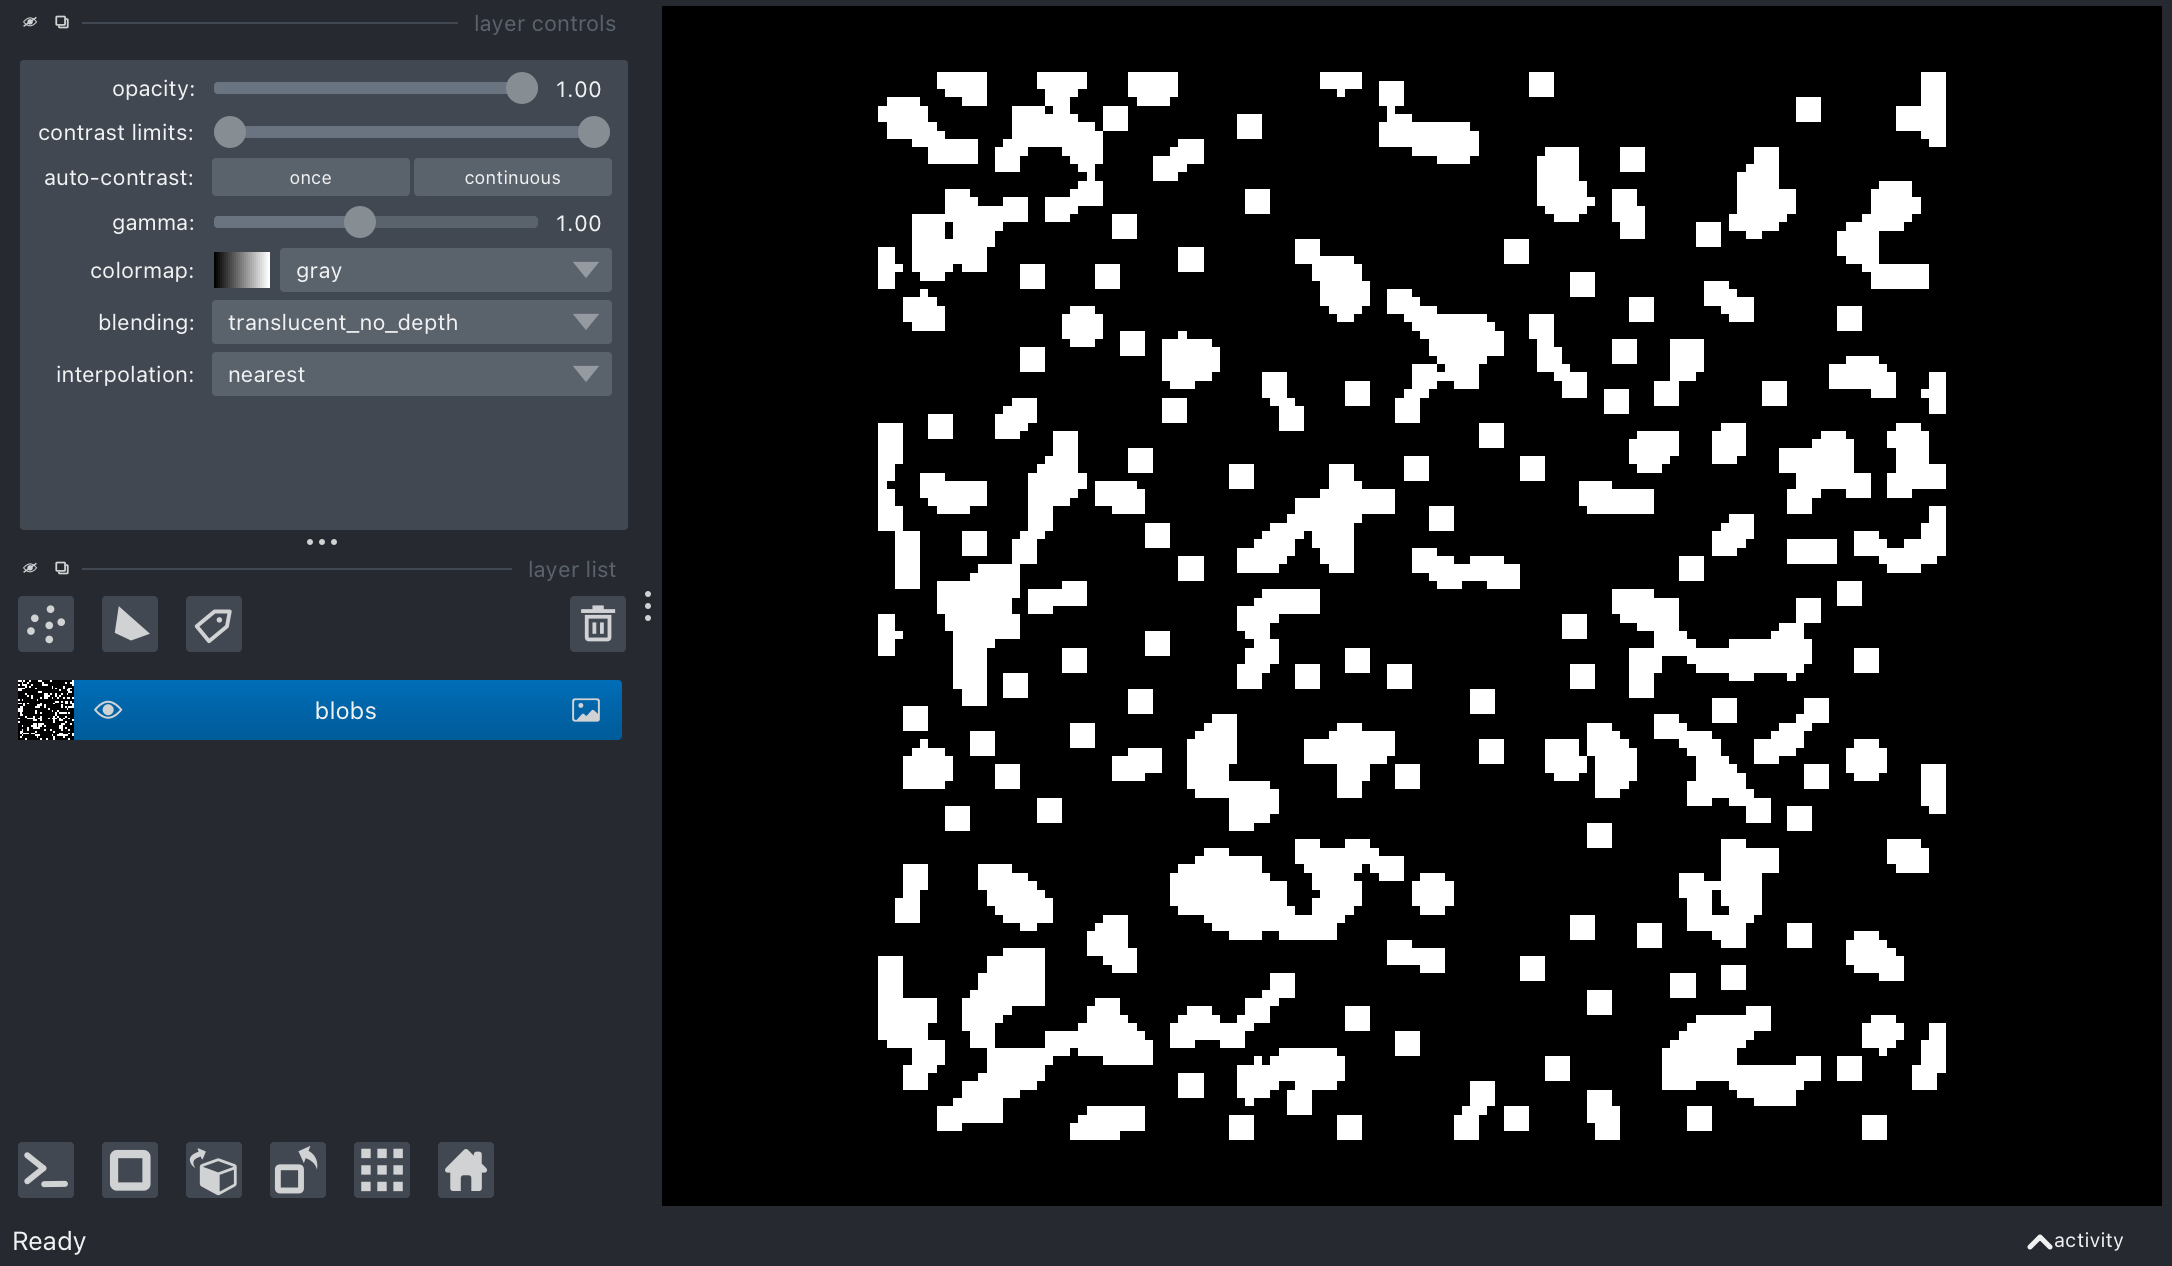 layer controls
opacity: 1.00
contrast limits:
auto-contrast: once continuous
gamma: 1.00
colormap: gray
blending: translucent_no_depth
interpolation: nearest
layer list
blobs
Ready
activity